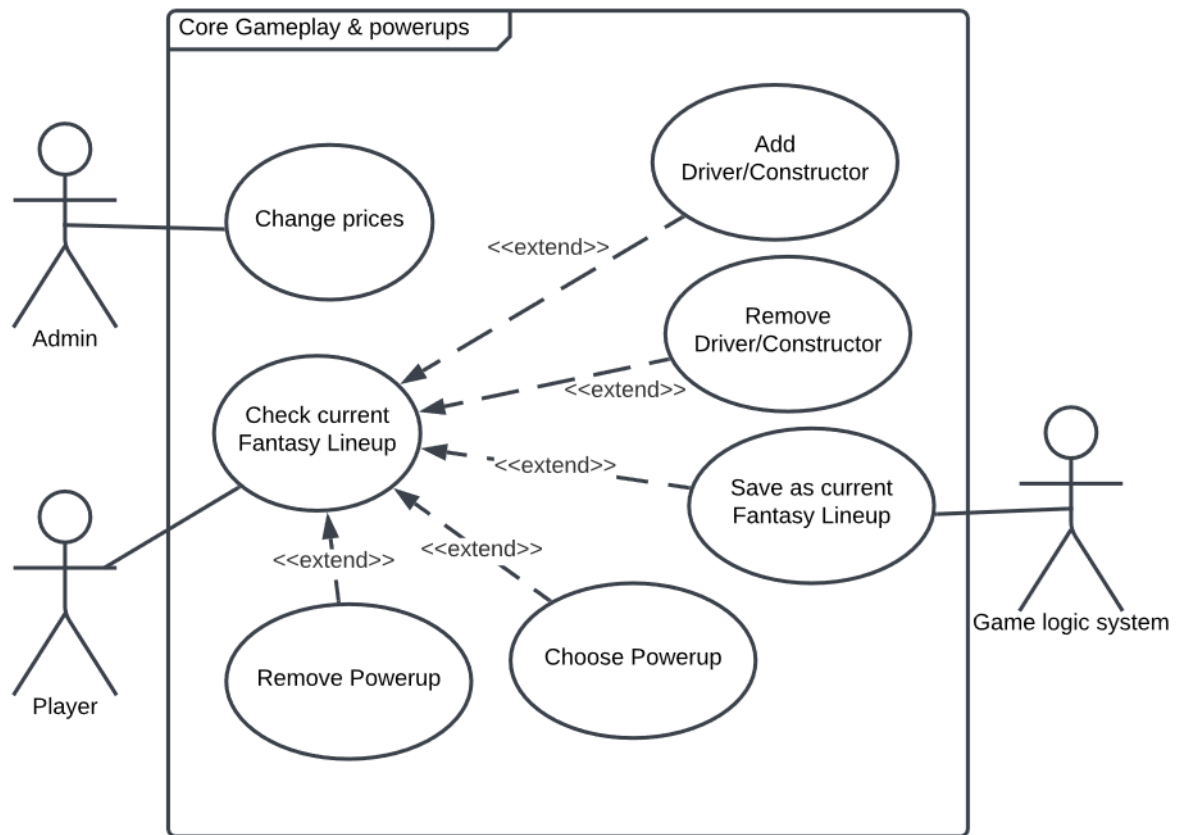 Core Gameplay & powerups
Add
Driver/Constructor
Change prices
<<extend>>
Remove
Driver/Constructor
Admin
<<extend>>
Check current
Fantasy Lineup
<<extend>>
Save as current
Fantasy Lineup
<<extend>>
<<extend>>
Game logic system
Choose Powerup
Remove Powerup
Player